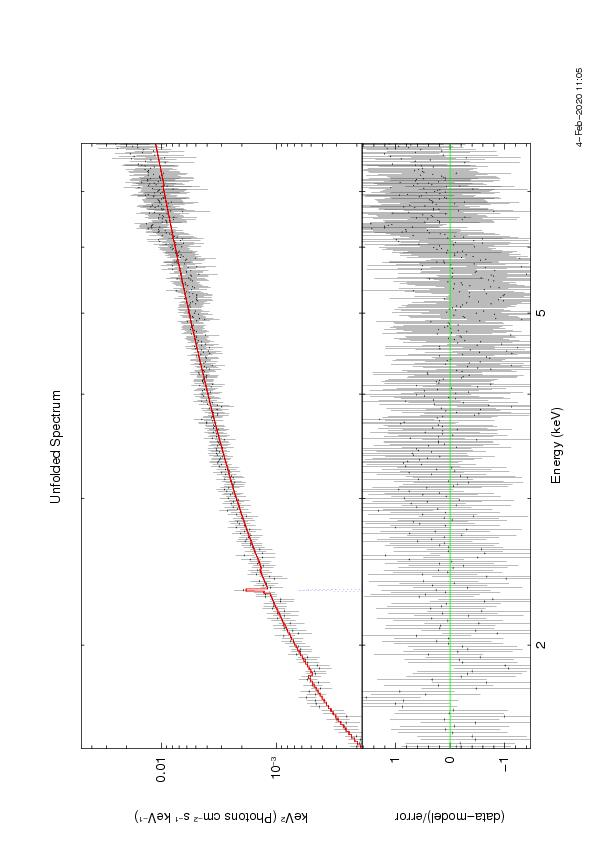 Unfolded Spectrum
keV² (Photons cm⁻² s⁻¹ keV⁻¹)
0.01
10⁻³
(data−model)/error
1
0
−1
2
5
Energy (keV)
4−Feb−2020 11:05